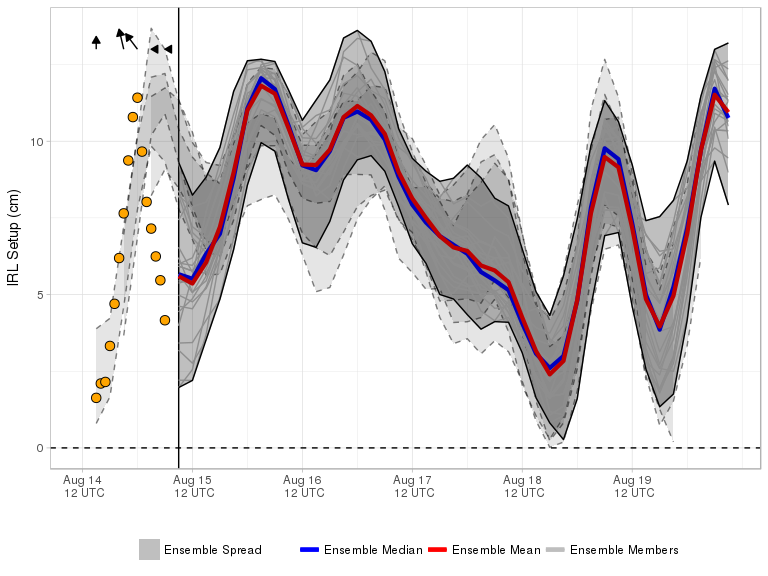 IRL Setup (cm)
10
5
0
Aug 14 Aug 15 Aug 16 Aug 17 Aug 18 Aug 19
12 UTC 12 UTC 12 UTC 12 UTC 12 UTC 12 UTC
Ensemble Spread Ensemble Median Ensemble Mean Ensemble Members